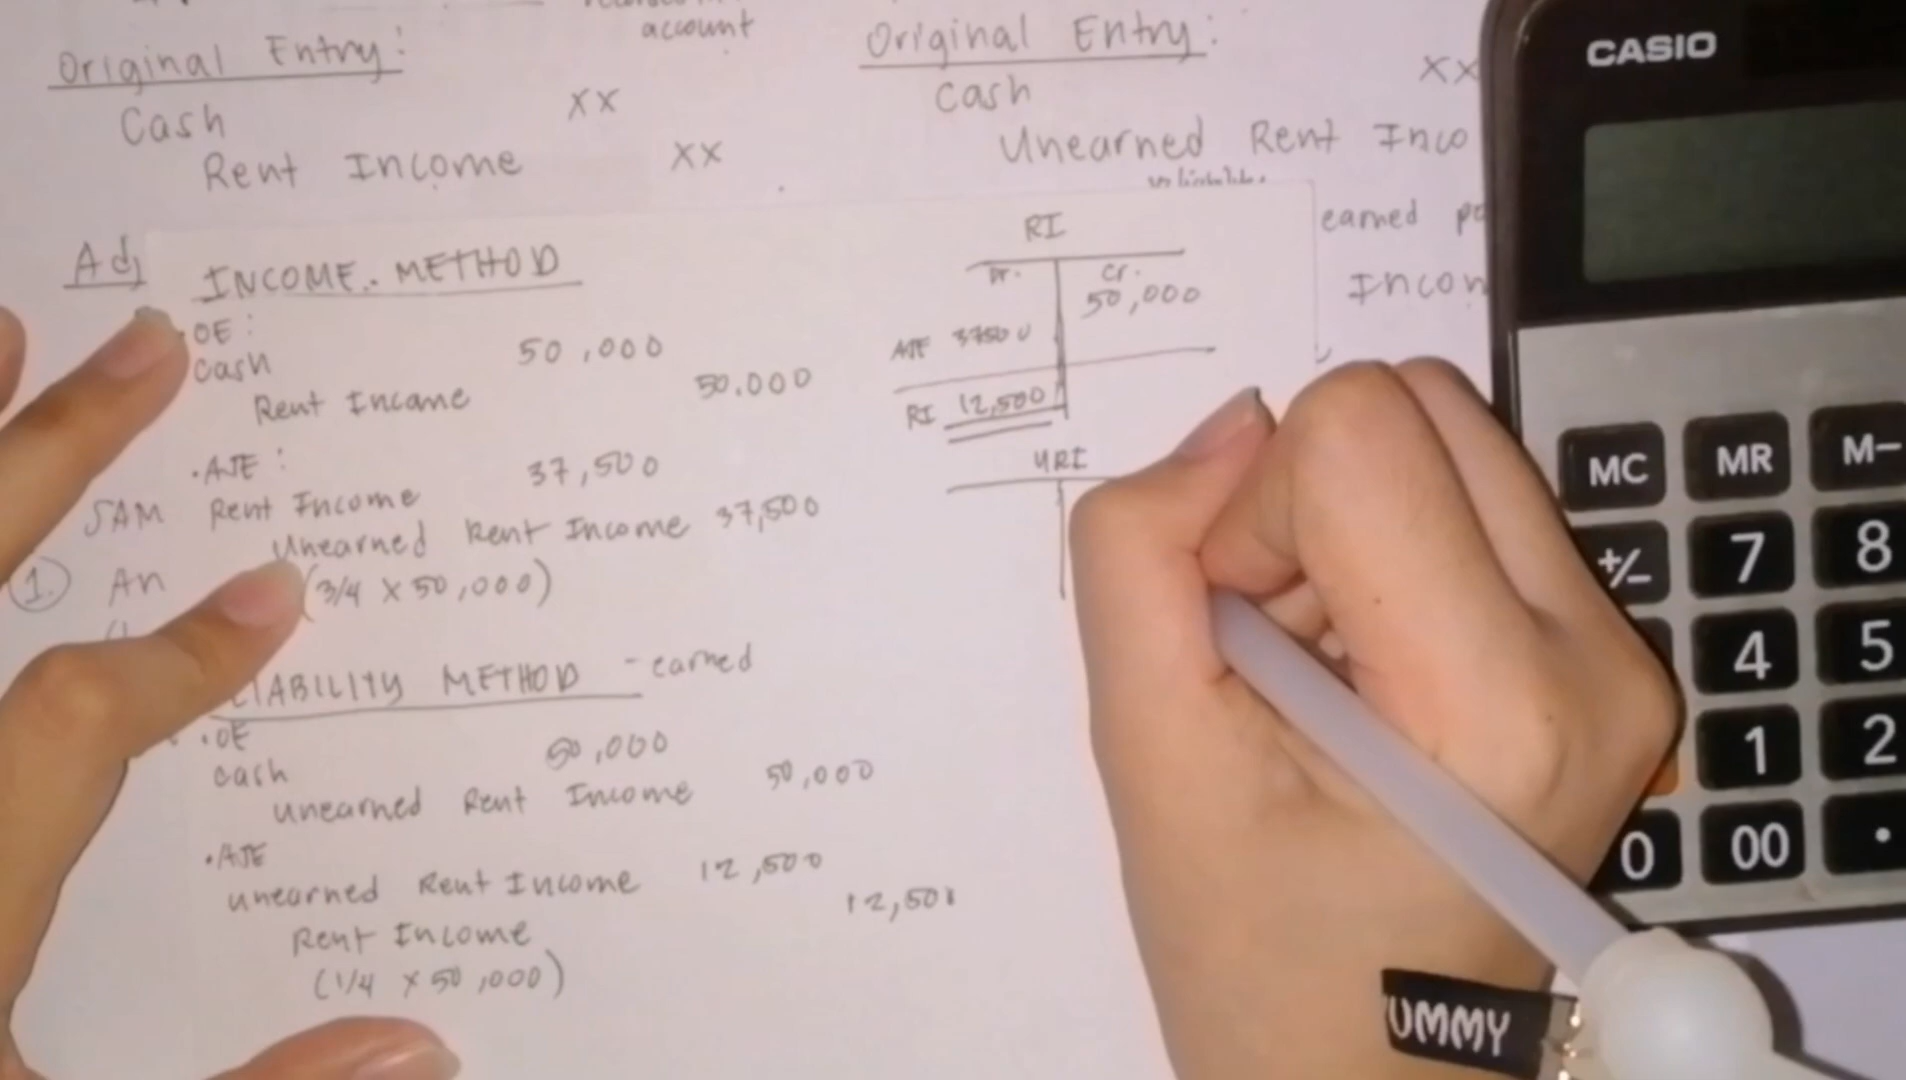 account
Original Entry:
Cash xx
Rent Income xx
Original Entry:
Cash xx
Unearned Rent Inco
earned
Incon
Adj
INCOME METHOD
OE:
Cash 50,000
Rent Income 50.000
AJE: 37,500
SAM Rent Income
Unearned Rent Income 37,500
1. An (3/4 x 50,000)
RI
Dr. Cr.
50,000
AJE 37500
RI 12,500
URI
LIABILITY METHOD - earned
OE
cash 50,000
unearned Rent Income 50,000
AJE
unearned Rent Income 12,500
Rent Income 12,500
(1/4 x 50,000)
CASIO
MC MR M-
+/- 7 8
4 5
1 2
0 00 .
UMMY